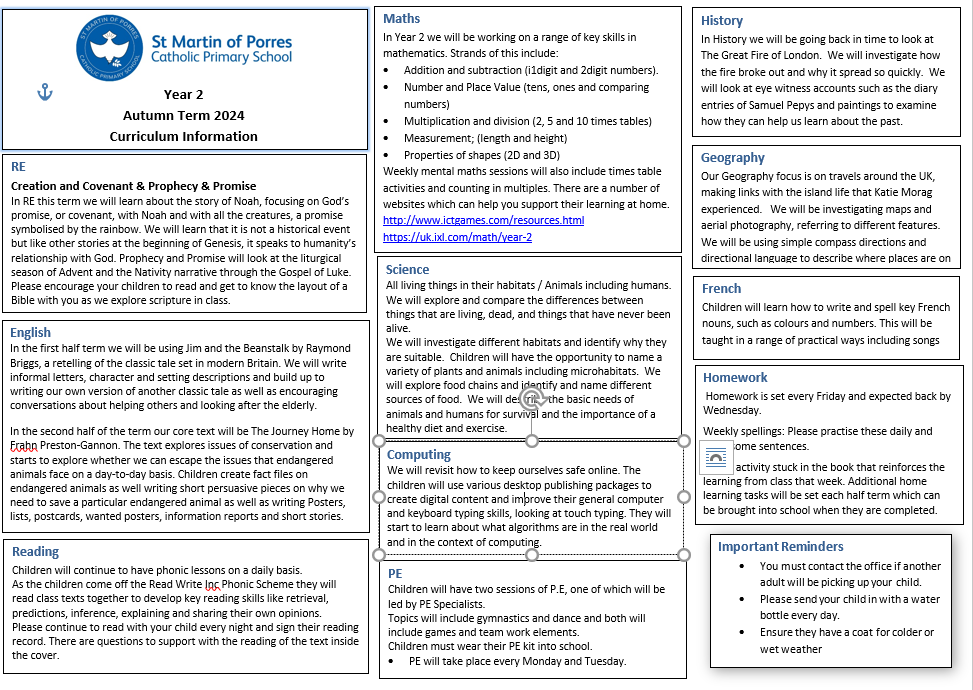 ST MARTIN OF PORRES
CATHOLIC PRIMARY SCHOOL
St Martin of Porres
Catholic Primary School
Year 2
Autumn Term 2024
Curriculum Information
RE
Creation and Covenant & Prophecy & Promise
In RE this term we will learn about the story of Noah, focusing on God's
promise, or covenant, with Noah and with all the creatures, a promise
symbolised by the rainbow. We will learn that it is not a historical event
but like other stories at the beginning of Genesis, it speaks to humanity's
relationship with God. Prophecy and Promise will look at the liturgical
season of Advent and the Nativity narrative through the Gospel of Luke.
Please encourage your children to read and get to know the layout of a
Bible with you as we explore scripture in class.
English
In the first half term we will be using Jim and the Beanstalk by Raymond
Briggs, a retelling of the classic tale set in modern Britain. We will write
informal letters, character and setting descriptions and build up to
writing our own version of another classic tale as well as encouraging
conversations about helping others and looking after the elderly.
In the second half of the term our core text will be The Journey Home by
Frahn Preston-Gannon. The text explores issues of conservation and
starts to explore whether we can escape the issues that endangered
animals face on a day-to-day basis. Children create fact files on
endangered animals as well writing short persuasive pieces on why we
need to save a particular endangered animal as well as writing Posters,
lists, postcards, wanted posters, information reports and short stories.
Reading
Children will continue to have phonic lessons on a daily basis.
As the children come off the Read Write Inc Phonic Scheme they will
read class texts together to develop key reading skills like retrieval,
predictions, inference, explaining and sharing their own opinions.
Please continue to read with your child every night and sign their reading
record. There are questions to support with the reading of the text inside
the cover.
Maths
In Year 2 we will be working on a range of key skills in
mathematics. Strands of this include:
• Addition and subtraction (i1digit and 2digit numbers).
• Number and Place Value (tens, ones and comparing
numbers)
• Multiplication and division (2, 5 and 10 times tables)
• Measurement; (length and height)
• Properties of shapes (2D and 3D)
Weekly mental maths sessions will also include times table
activities and counting in multiples. There are a number of
websites which can help you support their learning at home.
http://www.ictgames.com/resources.html
https://uk.ixl.com/math/year-2
Science
All living things in their habitats / Animals including humans.
We will explore and compare the differences between
things that are living, dead, and things that have never been
alive.
We will investigate different habitats and identify why they
are suitable. Children will have the opportunity to name a
variety of plants and animals including microhabitats. We
will explore food chains and identify and name different
sources of food. We will describe the basic needs of
animals and humans for survival and the importance of a
healthy diet and exercise.
Computing
We will revisit how to keep ourselves safe online. The
children will use various desktop publishing packages to
create digital content and improve their general computer
and keyboard typing skills, looking at touch typing. They will
start to learn about what algorithms are in the real world
and in the context of computing.
PE
Children will have two sessions of P.E, one of which will be
led by PE Specialists.
Topics will include gymnastics and dance and both will
include games and team work elements.
Children must wear their PE kit into school.
• PE will take place every Monday and Tuesday.
History
In History we will be going back in time to look at
The Great Fire of London. We will investigate how
the fire broke out and why it spread so quickly. We
will look at eye witness accounts such as the diary
entries of Samuel Pepys and paintings to examine
how they can help us learn about the past.
Geography
Our Geography focus is on travels around the UK,
making links with the island life that Katie Morag
experienced. We will be investigating maps and
aerial photography, referring to different features.
We will be using simple compass directions and
directional language to describe where places are on
French
Children will learn how to write and spell key French
nouns, such as colours and numbers. This will be
taught in a range of practical ways including songs
Homework
Homework is set every Friday and expected back by
Wednesday.
Weekly spellings: Please practise these daily and
some sentences.
activity stuck in the book that reinforces the
learning from class that week. Additional home
learning tasks will be set each half term which can
be brought into school when they are completed.
Important Reminders
• You must contact the office if another
adult will be picking up your child.
• Please send your child in with a water
bottle every day.
• Ensure they have a coat for colder or
wet weather